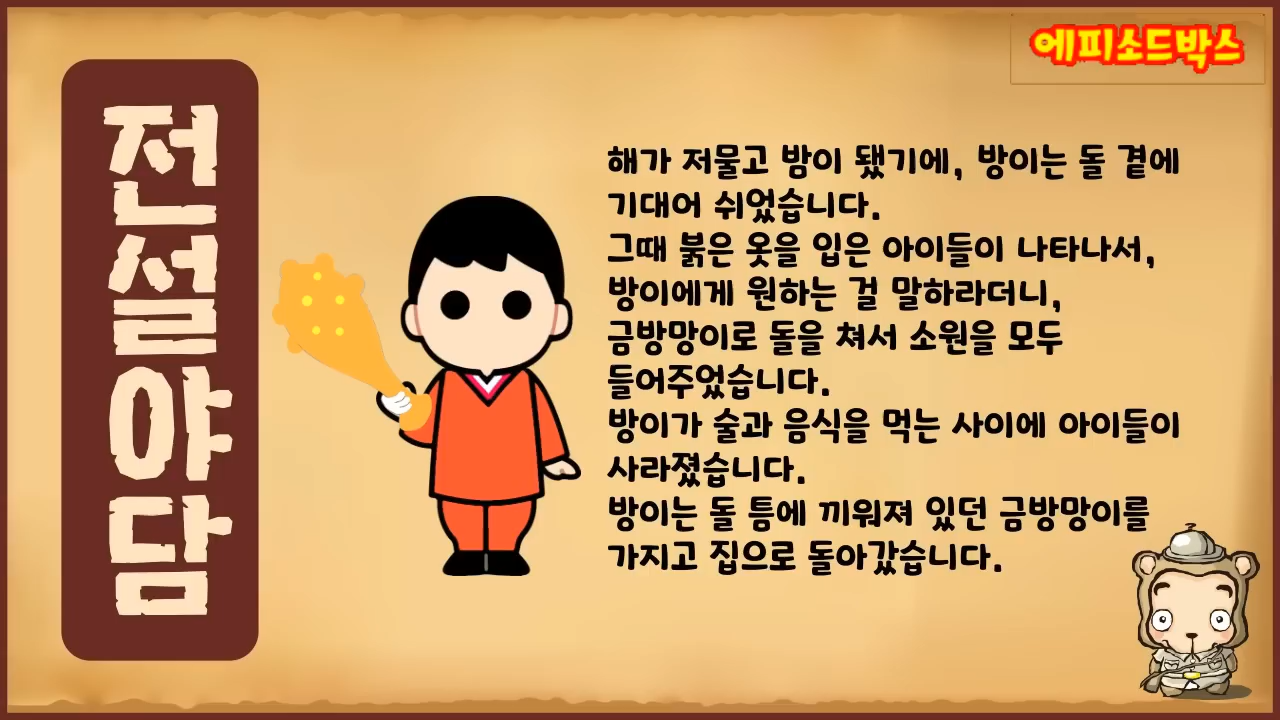 에피소드박스
전설야담
해가 저물고 밤이 됐기에, 방이는 돌 곁에
기대어 쉬었습니다.
그때 붉은 옷을 입은 아이들이 나타나서,
방이에게 원하는 걸 말하라더니,
금방망이로 돌을 쳐서 소원을 모두
들어주었습니다.
방이가 술과 음식을 먹는 사이에 아이들이
사라졌습니다.
방이는 돌 틈에 끼워져 있던 금방망이를
가지고 집으로 돌아갔습니다.